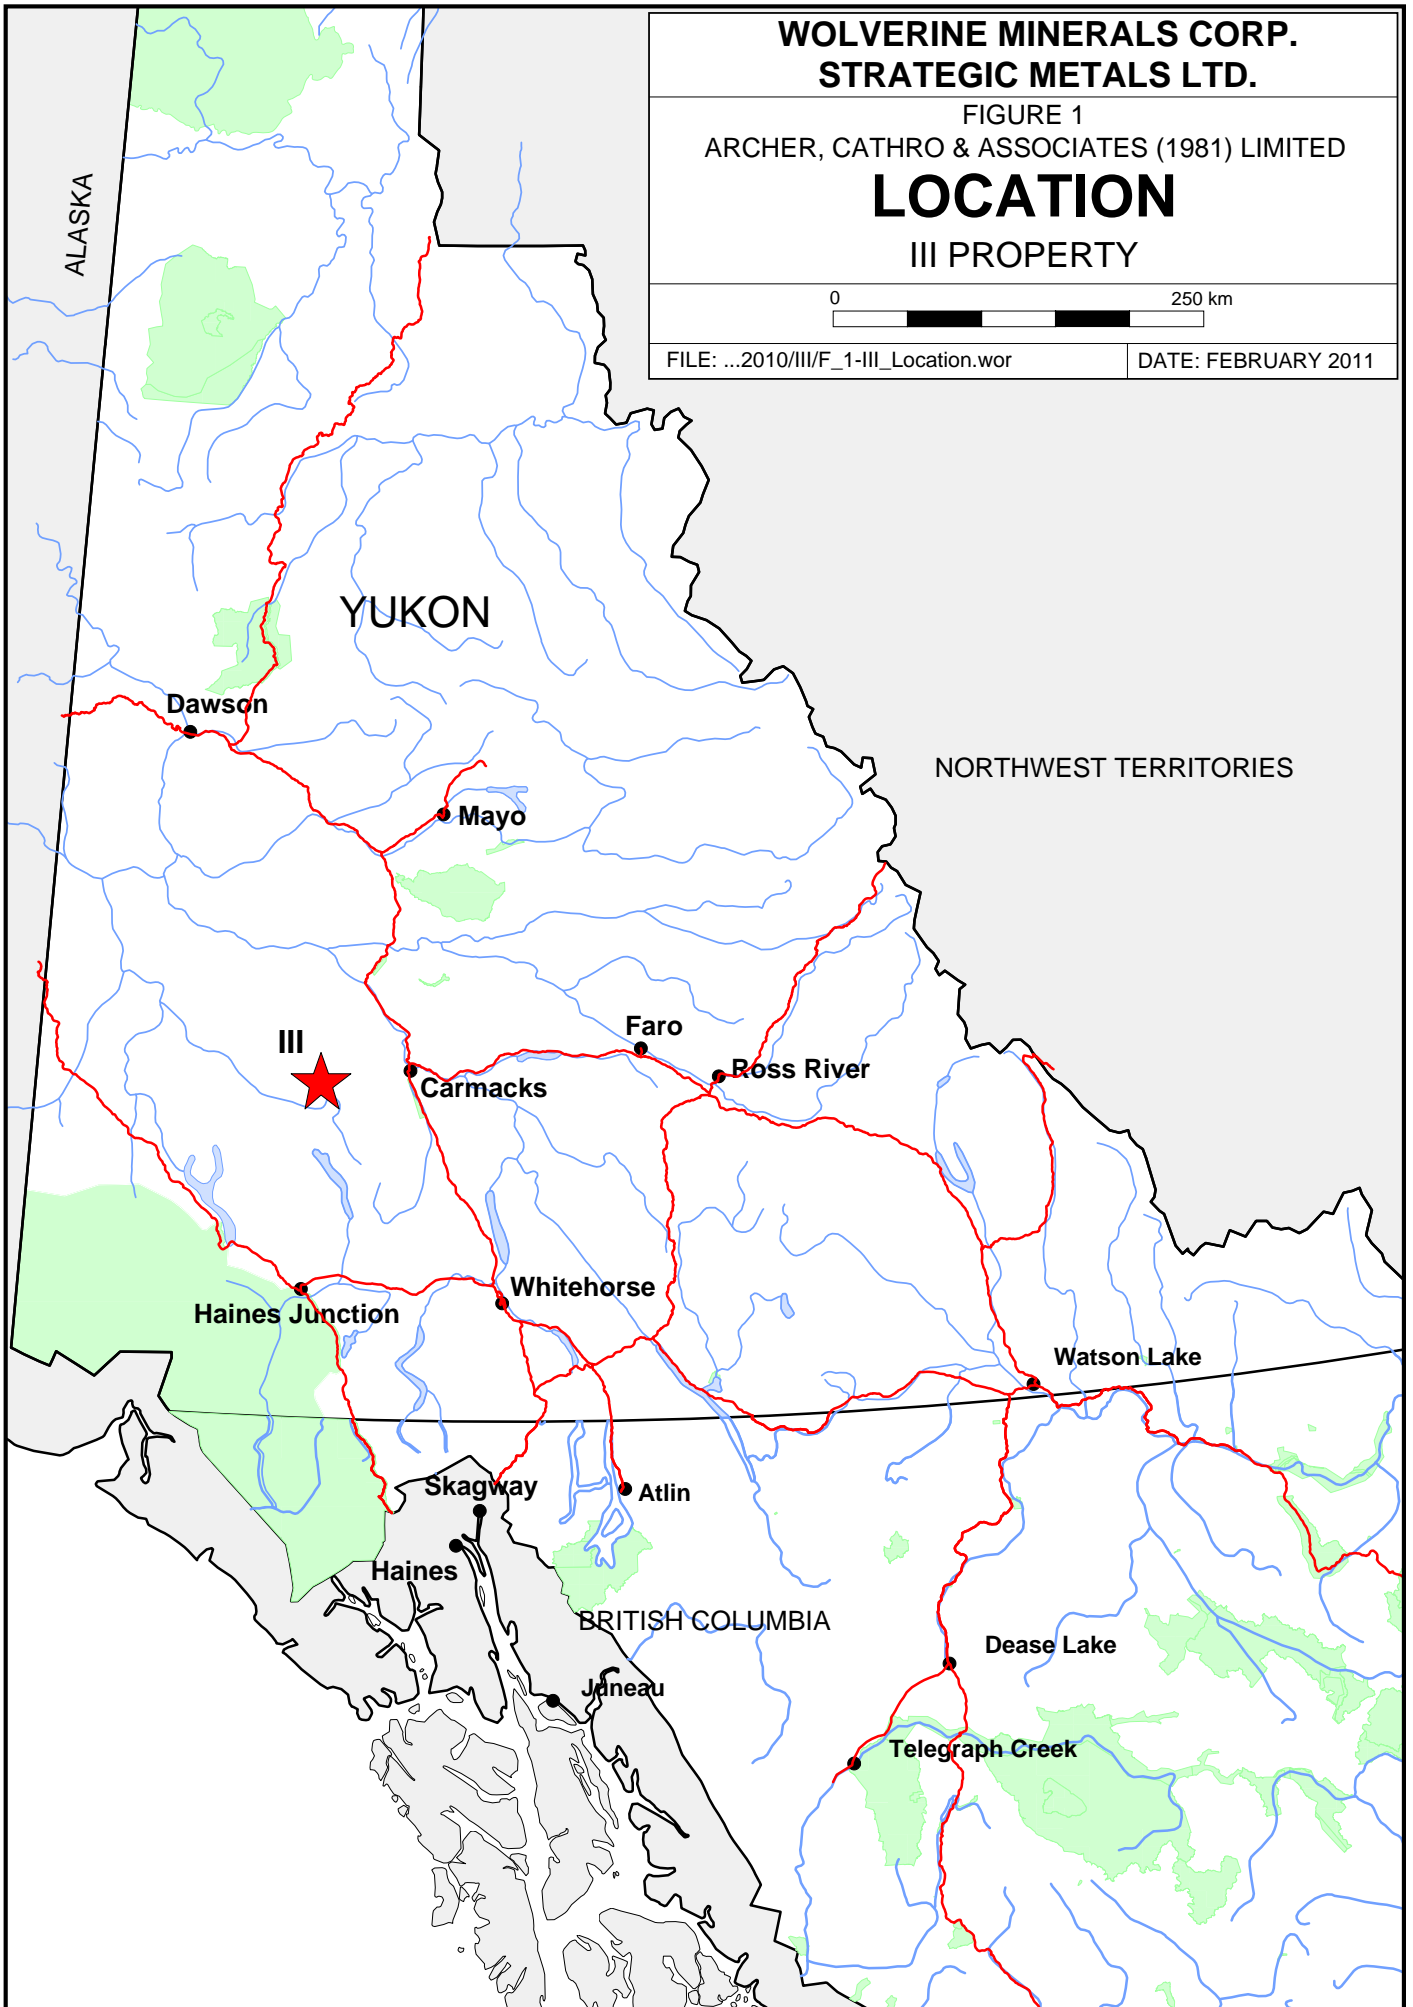 WOLVERINE MINERALS CORP.
STRATEGIC METALS LTD.
FIGURE 1
ARCHER, CATHRO & ASSOCIATES (1981) LIMITED
LOCATION
III PROPERTY
0 250 km
FILE: ...2010/III/F_1-III_Location.wor DATE: FEBRUARY 2011
ALASKA
YUKON
Dawson
NORTHWEST TERRITORIES
Mayo
III
Faro
Ross River
Carmacks
Whitehorse
Haines Junction
Watson Lake
Skagway
Atlin
Haines
BRITISH COLUMBIA
Dease Lake
Juneau
Telegraph Creek